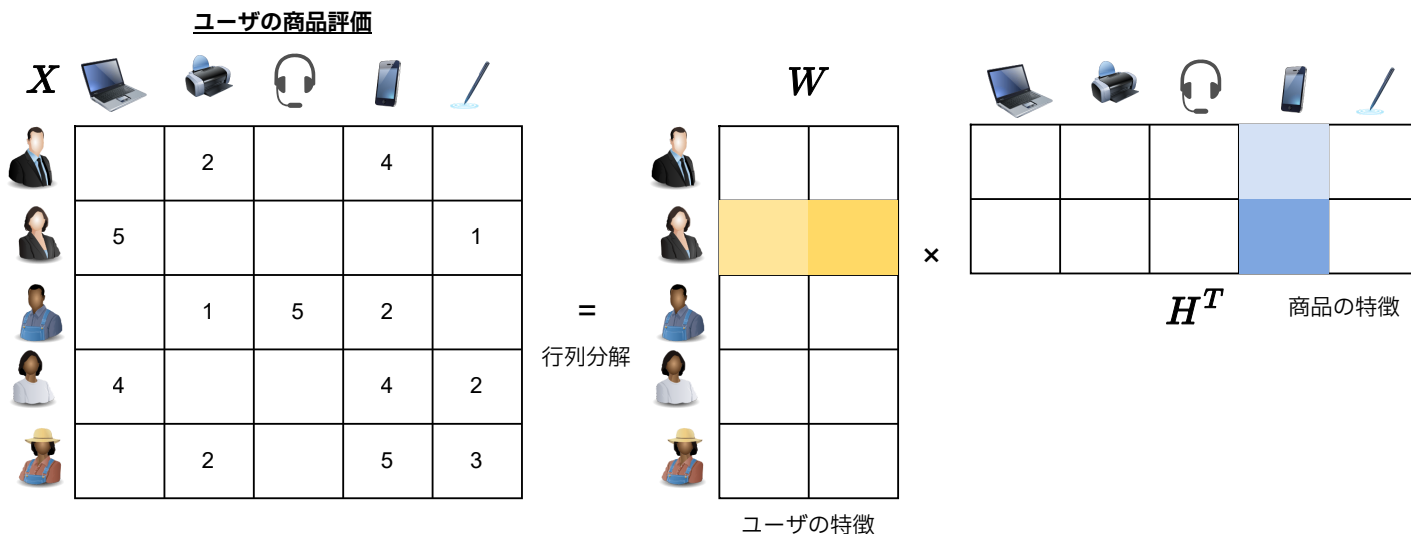 ユーザの商品評価
X
2 4
5 1
1 5 2
4 4 2
2 5 3
=
行列分解
W
ユーザの特徴
×
H^T
商品の特徴